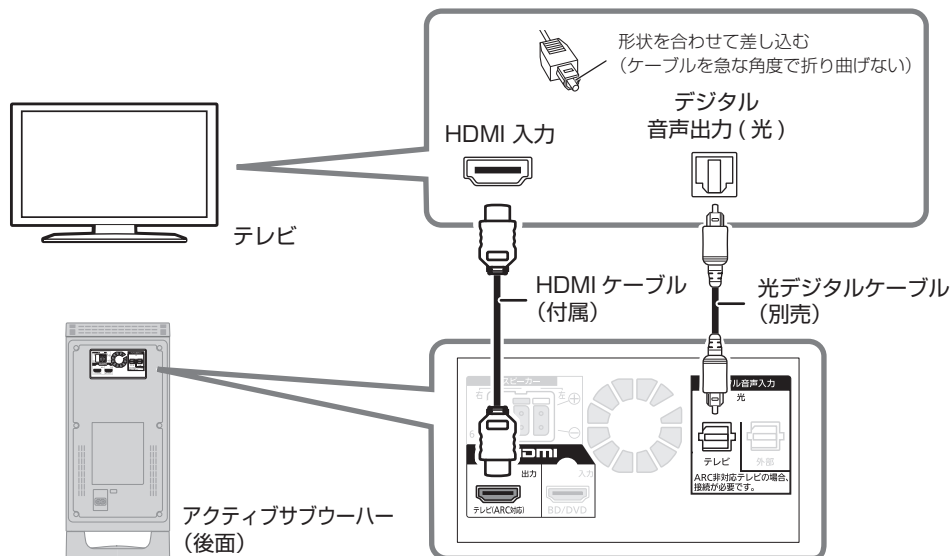 形状を合わせて差し込む
（ケーブルを急な角度で折り曲げない）
デジタル
音声出力 ( 光 )
HDMI 入力
テレビ
HDMI ケーブル
（付属）
光デジタルケーブル
（別売）
スピーカー
右
左
6
HDMI
出力
入力
テレビ(ARC対応)
BD/DVD
ル音声入力
光
テレビ
外部
ARC非対応テレビの場合、
接続が必要です。
アクティブサブウーハー
（後面）